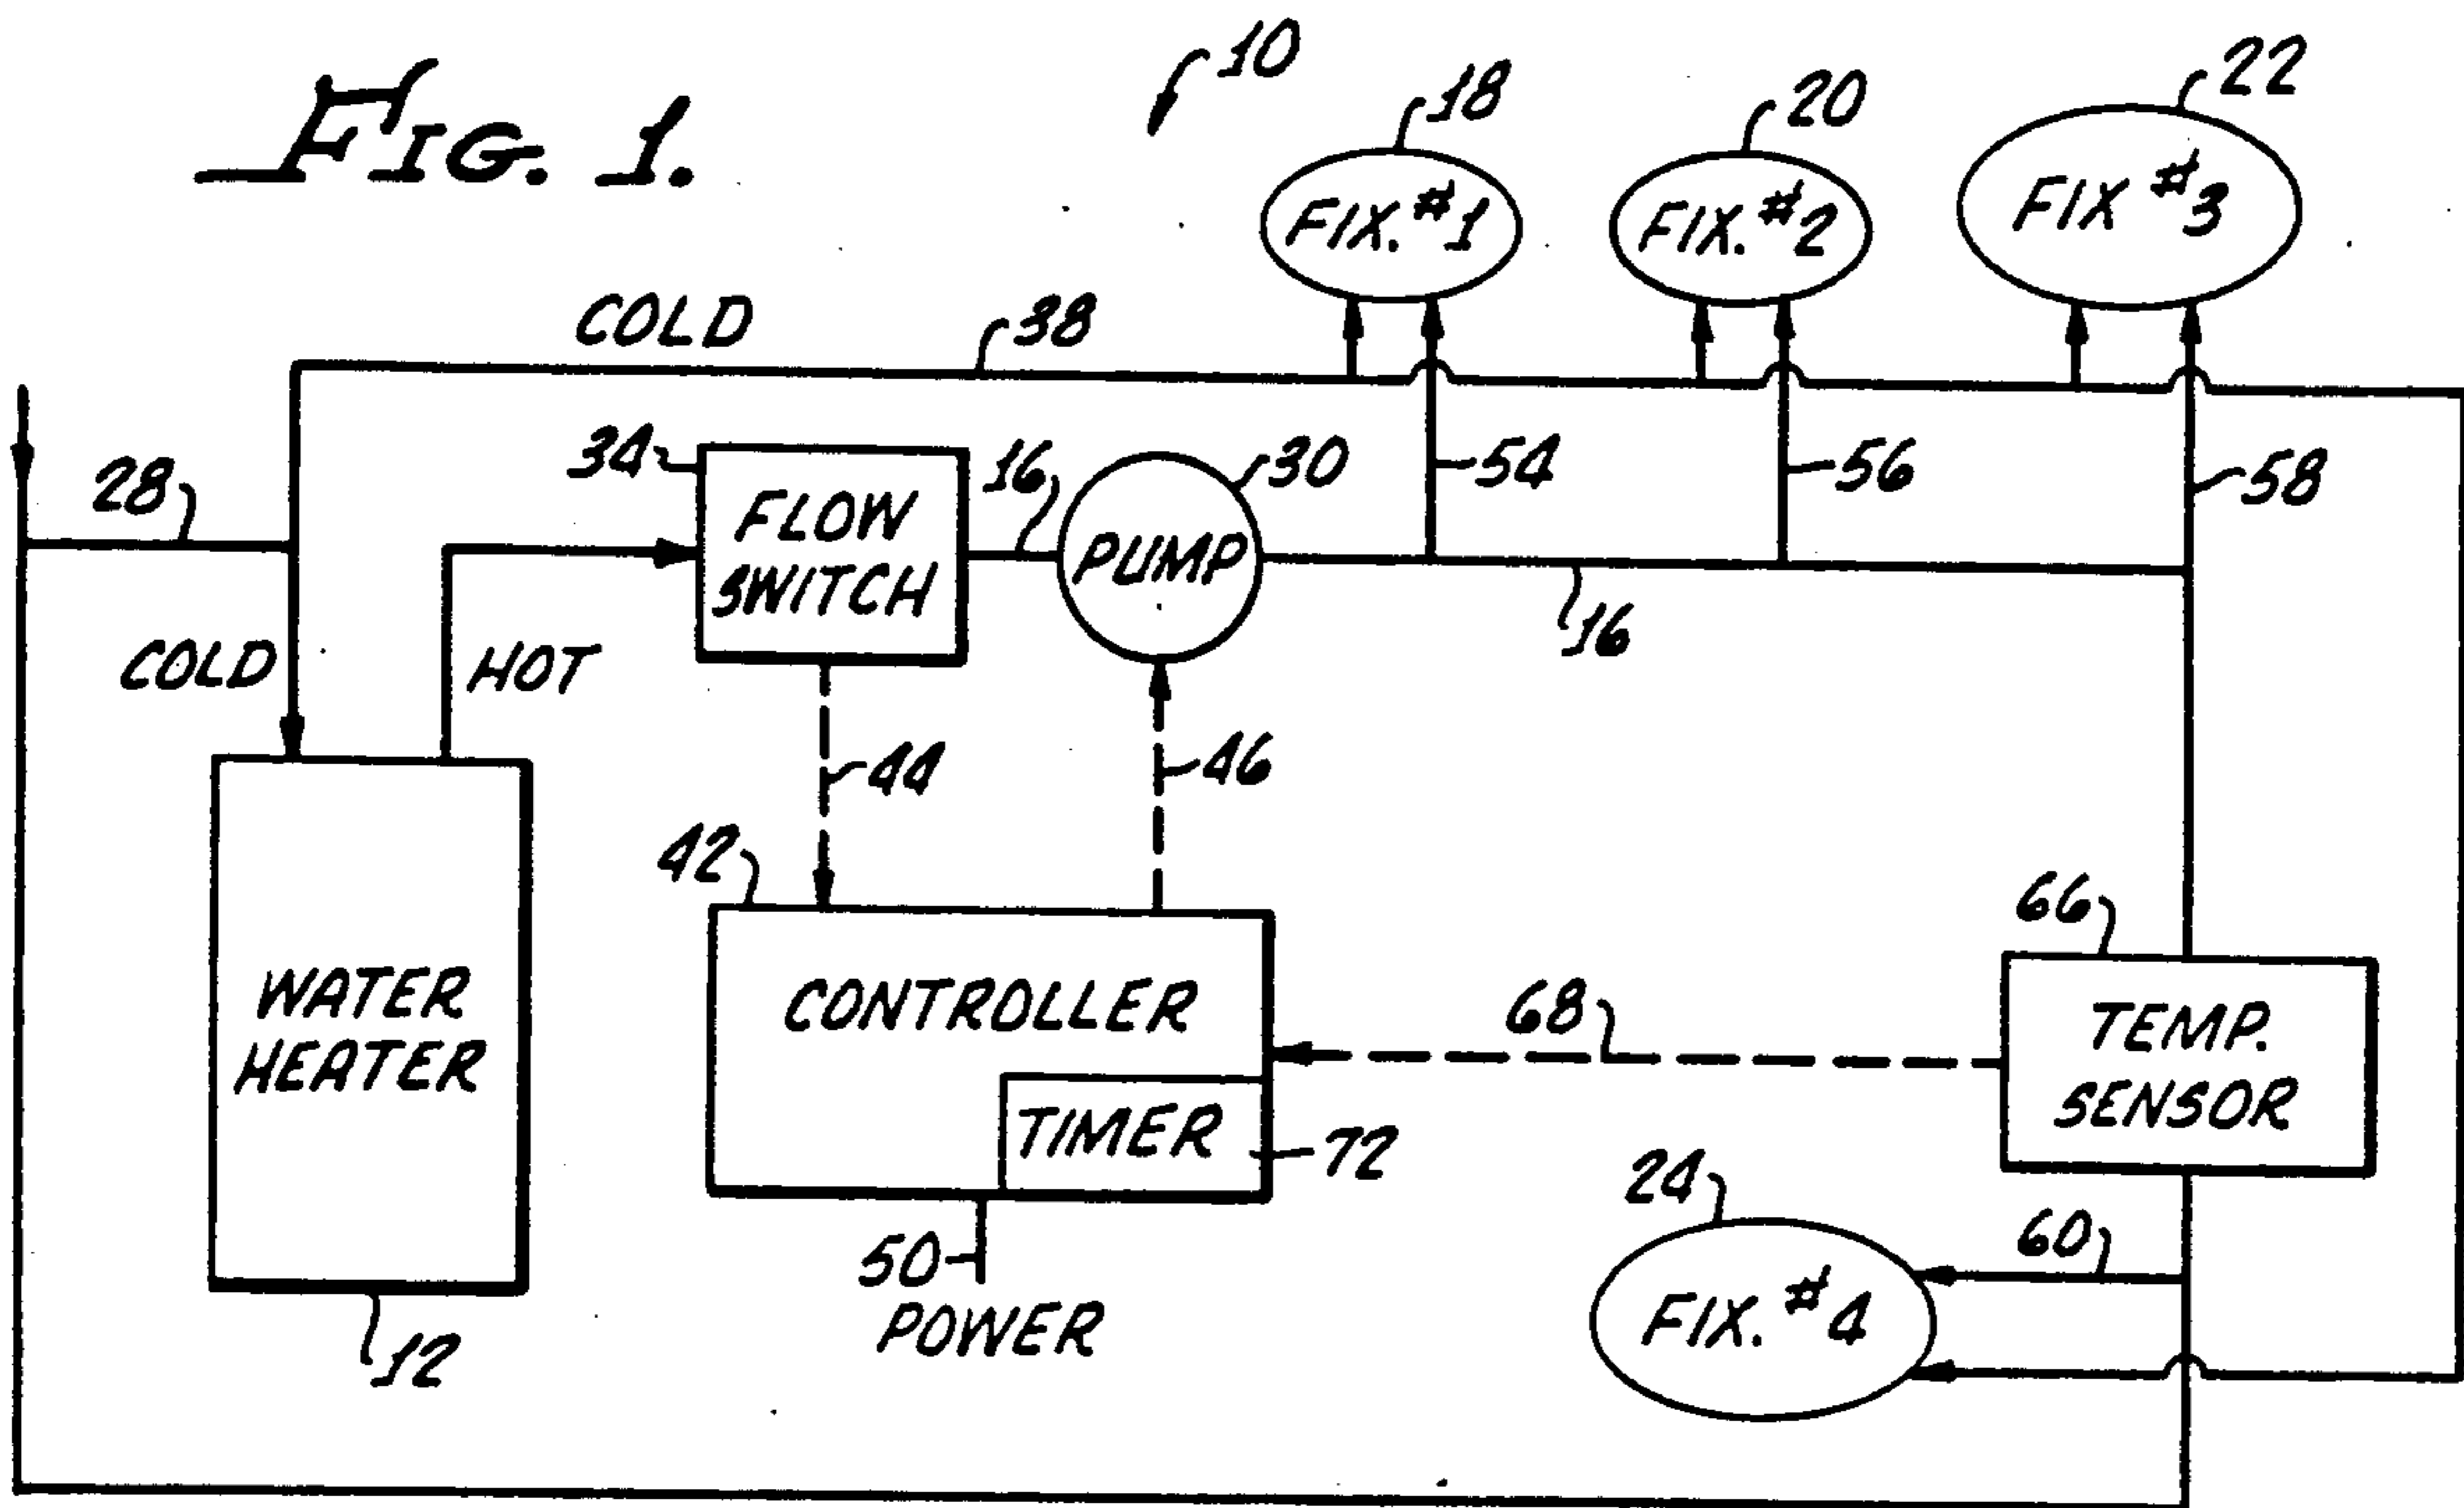 FIG. 1.
10
18
20
22
FIX. #1
FIX. #2
FIX #3
COLD
38
34
16
30
54
56
58
28
FLOW
SWITCH
PUMP
16
COLD
HOT
44
46
42
66
WATER
HEATER
CONTROLLER
68
TEMP.
SENSOR
TIMER
72
24
60
50
POWER
FIX. #4
12